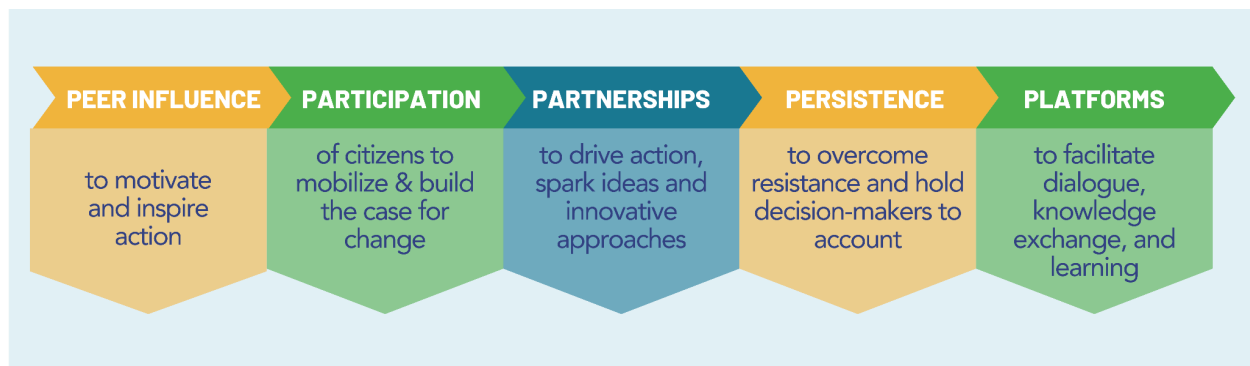 PEER INFLUENCE
to motivate
and inspire
action
PARTICIPATION
of citizens to
mobilize & build
the case for
change
PARTNERSHIPS
to drive action,
spark ideas and
innovative
approaches
PERSISTENCE
to overcome
resistance and hold
decision-makers to
account
PLATFORMS
to facilitate
dialogue,
knowledge
exchange, and
learning